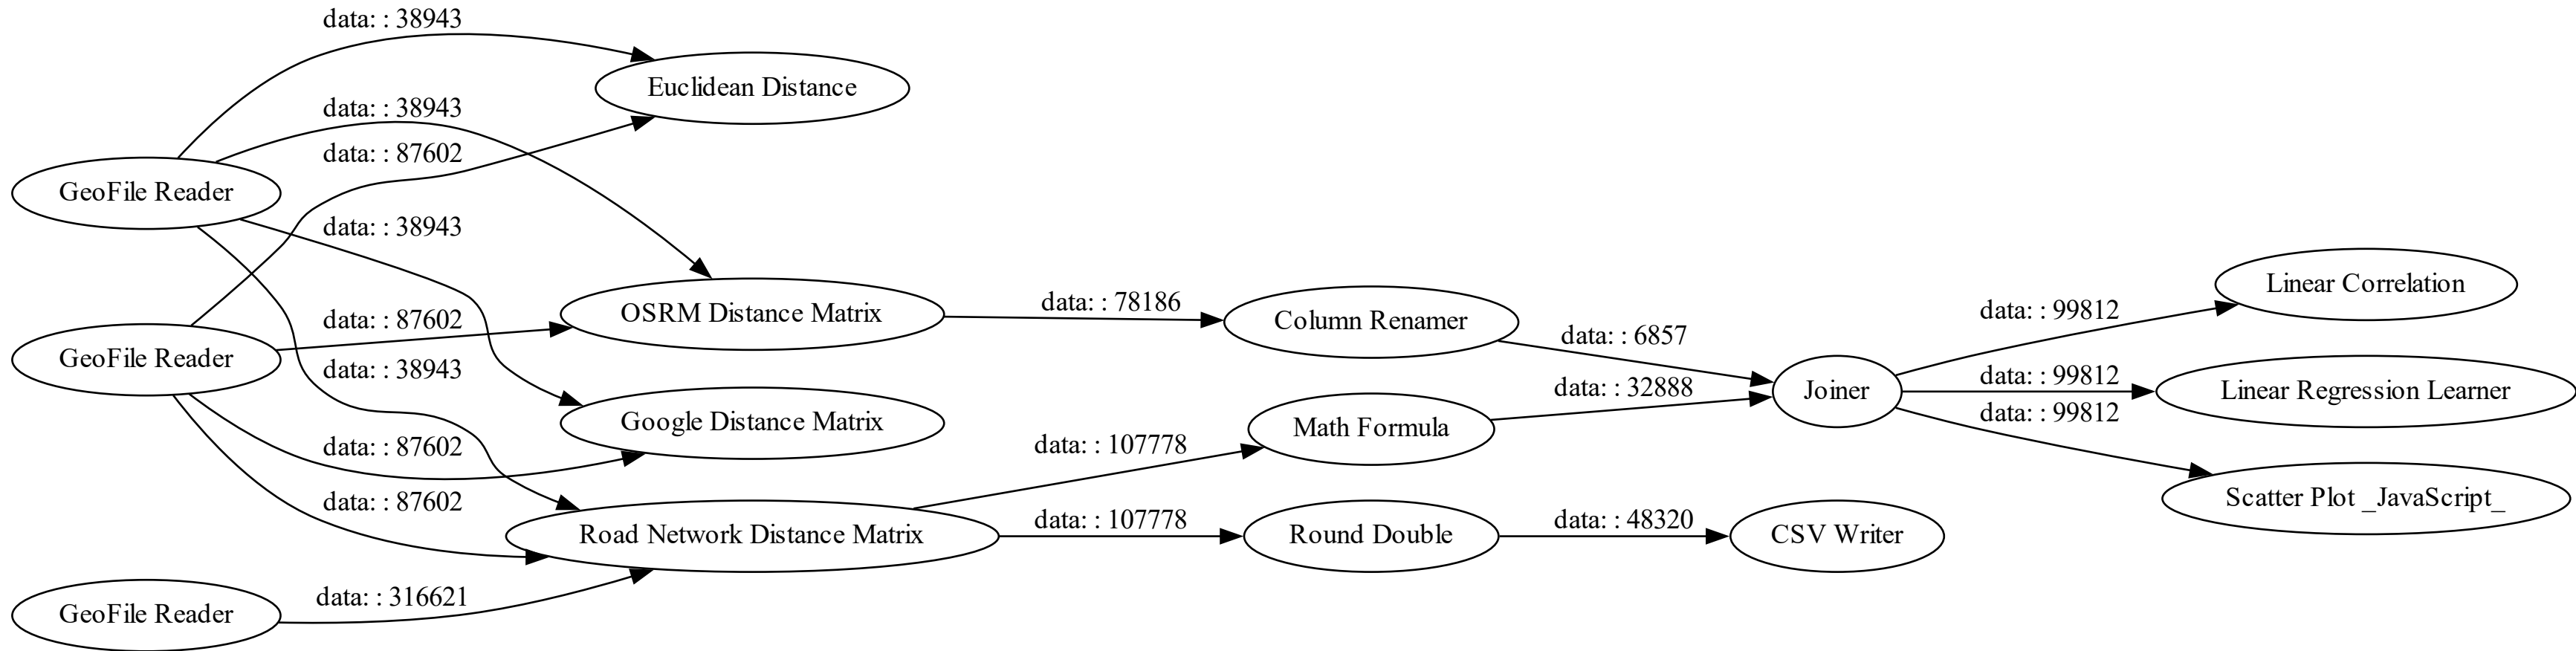 data: : 38943
Euclidean Distance
data: : 38943
data: : 87602
GeoFile Reader
data: : 38943
OSRM Distance Matrix
data: : 78186
Column Renamer
data: : 87602
GeoFile Reader
data: : 38943
data: : 6857
Linear Correlation
data: : 99812
Joiner
data: : 99812
Linear Regression Learner
data: : 99812
data: : 32888
Google Distance Matrix
Math Formula
data: : 87602
data: : 107778
data: : 87602
Scatter Plot _JavaScript_
Road Network Distance Matrix
data: : 107778
Round Double
data: : 48320
CSV Writer
GeoFile Reader
data: : 316621